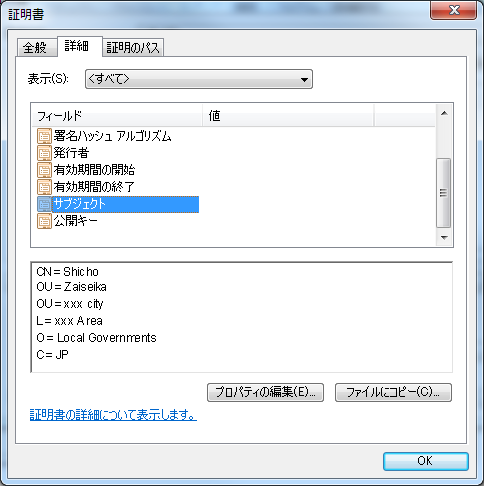 証明書
全般 詳細 証明のパス
表示(S): <すべて>
フィールド 値
署名ハッシュ アルゴリズム
発行者
有効期間の開始
有効期間の終了
サブジェクト
公開キー
CN = Shicho
OU = Zaiseika
OU = xxx city
L = xxx Area
O = Local Governments
C = JP
プロパティの編集(E)... ファイルにコピー(C)...
証明書の詳細について表示します。
OK